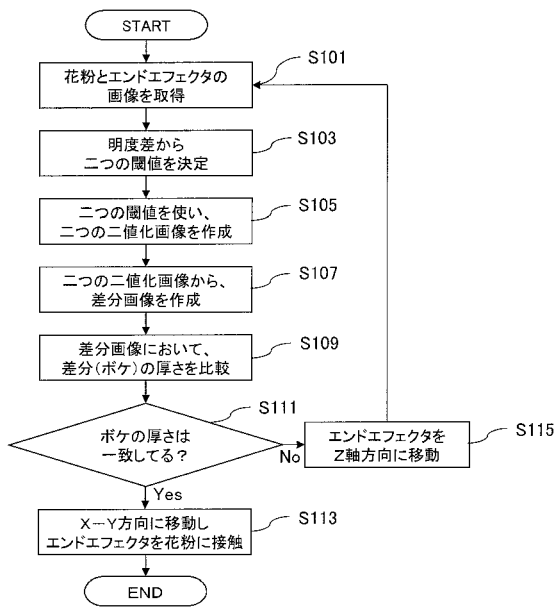 START
花粉とエンドエフェクタの
画像を取得
S101
明度差から
二つの閾値を決定
S103
二つの閾値を使い、
二つの二値化画像を作成
S105
二つの二値化画像から、
差分画像を作成
S107
差分画像において、
差分(ボケ)の厚さを比較
S109
ボケの厚さは
一致してる?
S111
No
エンドエフェクタを
Z軸方向に移動
S115
Yes
X-Y方向に移動し
エンドエフェクタを花粉に接触
S113
END